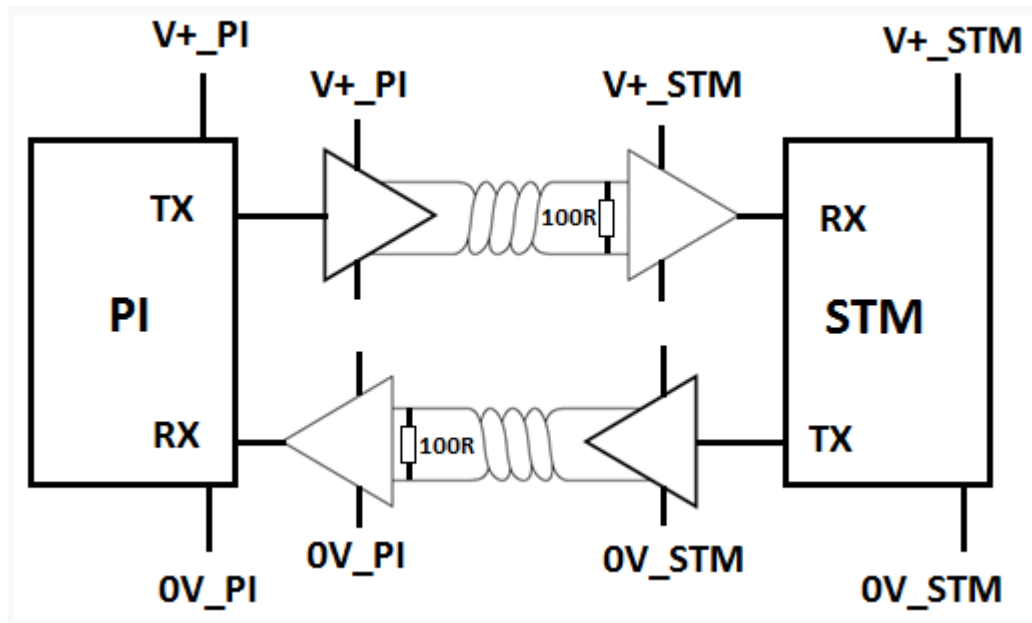 V+_PI
V+_STM
V+_PI
V+_STM
TX
100R
RX
PI
STM
RX
100R
TX
0V_PI
0V_STM
0V_PI
0V_STM